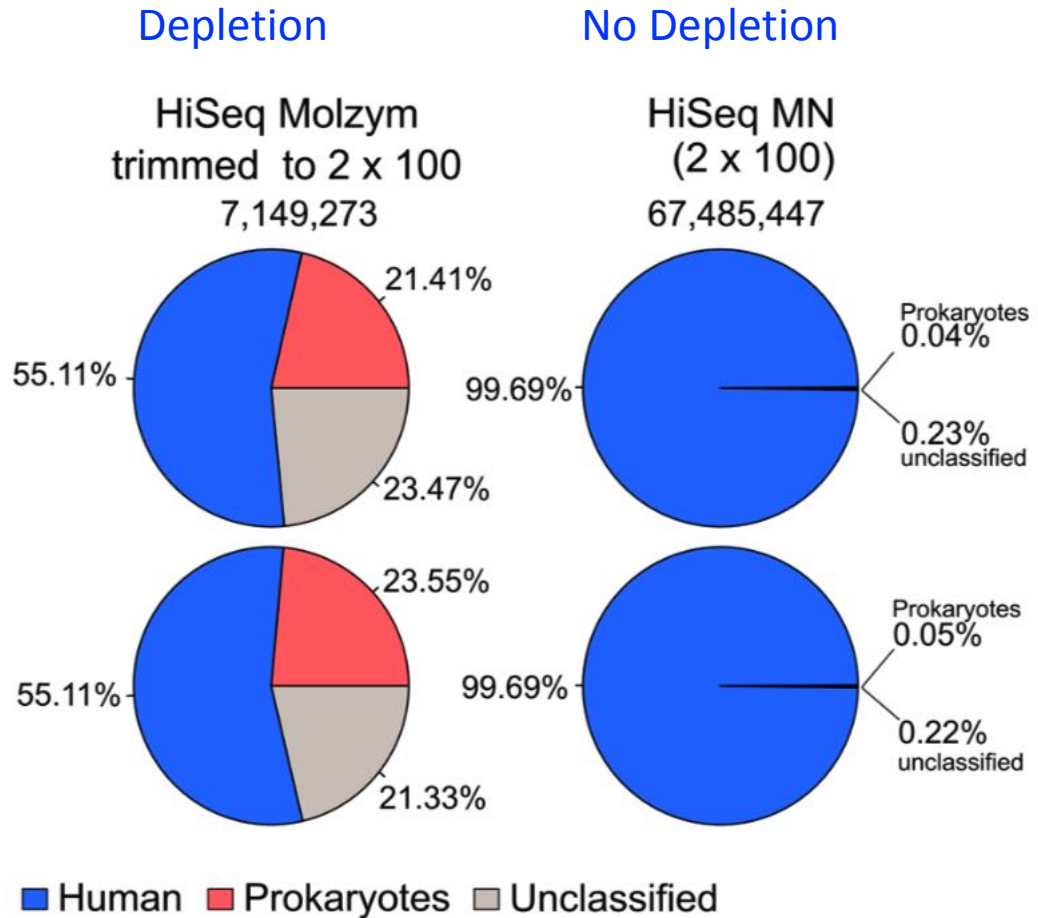 Depletion
No Depletion
HiSeq Molzym
trimmed to 2 x 100
7,149,273
HiSeq MN
(2 x 100)
67,485,447
21.41%
55.11%
23.47%
Prokaryotes
0.04%
99.69%
0.23%
unclassified
23.55%
55.11%
21.33%
Prokaryotes
0.05%
99.69%
0.22%
unclassified
Human Prokaryotes Unclassified